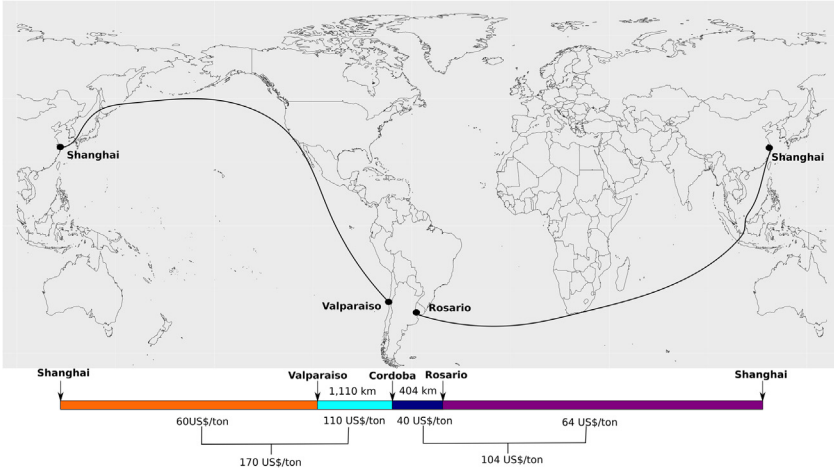 Shanghai
Shanghai
Valparaiso
Rosario
Shanghai
Valparaiso
Cordoba
Rosario
Shanghai
1,110 km
404 km
60US$/ton
110 US$/ton
40 US$/ton
64 US$/ton
170 US$/ton
104 US$/ton